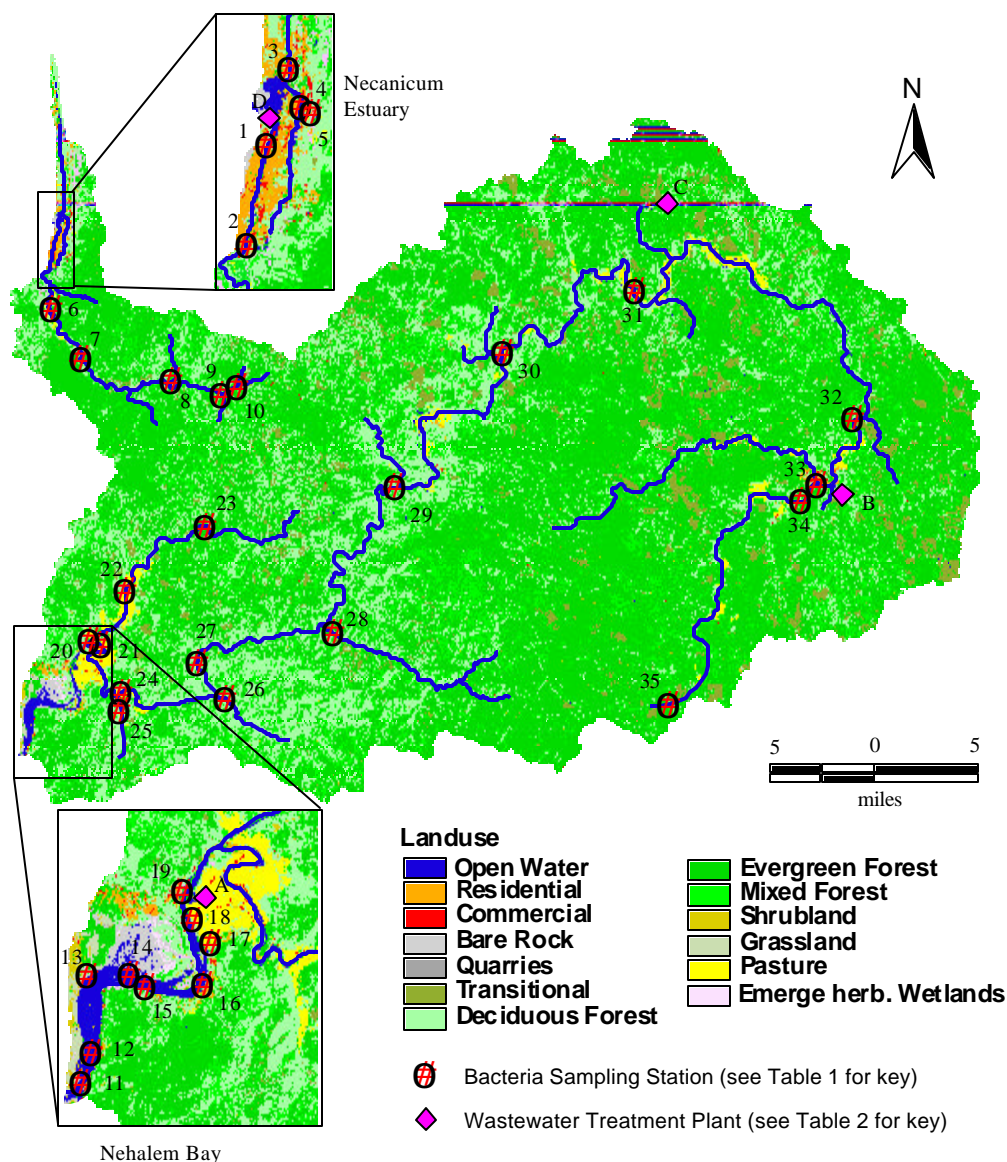 3
Necanicum
Estuary
4
D
5
1
2
N
C
6
7
31
9
30
8
10
32
23
33
29
B
34
22
28
27
20
21
24
26
35
25
5 0 5
miles
Landuse
Open Water
Residential
Commercial
Bare Rock
Quarries
Transitional
Deciduous Forest
Evergreen Forest
Mixed Forest
Shrubland
Grassland
Pasture
Emerge herb. Wetlands
19
A
18
14
17
13
15
16
12
11
Bacteria Sampling Station (see Table 1 for key)
Wastewater Treatment Plant (see Table 2 for key)
Nehalem Bay